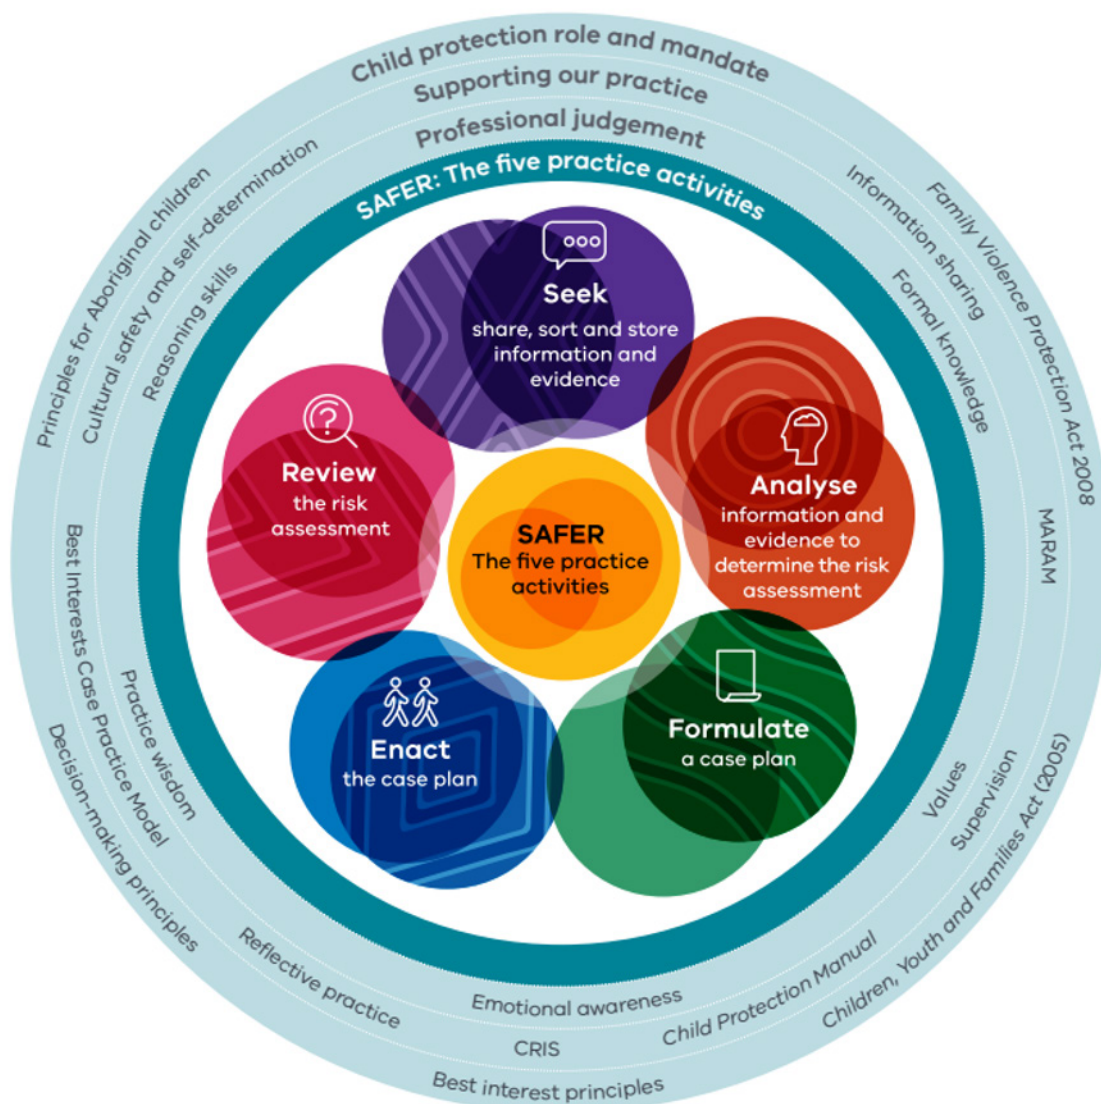 Child protection role and mandate
Supporting our practice
Professional judgement
SAFER: The five practice activities
Principles for Aboriginal children
Cultural safety and self-determination
Reasoning skills
Family Violence Protection Act 2008
Information sharing
Formal knowledge
MARAM
ooo
Seek
share, sort and store
information and
evidence
?
Review
the risk
assessment
Analyse
information and
evidence to
determine the risk
assessment
SAFER
The five practice
activities
Enact
the case plan
Formulate
a case plan
Best Interests Case Practice Model
Practice wisdom
Decision-making principles
Values
Supervision
Children, Youth and Families Act (2005)
Reflective practice
Emotional awareness
Child Protection Manual
CRIS
Best interest principles